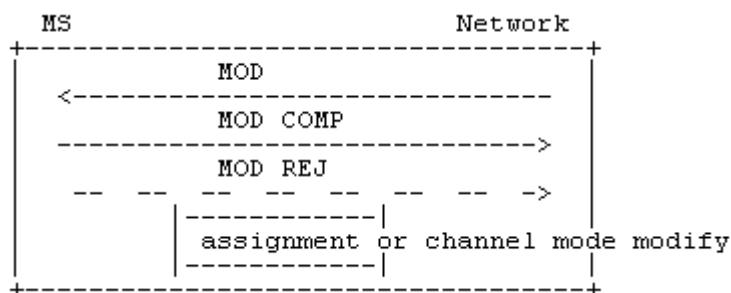 MS Network
MOD
MOD COMP
MOD REJ
assignment or channel mode modify